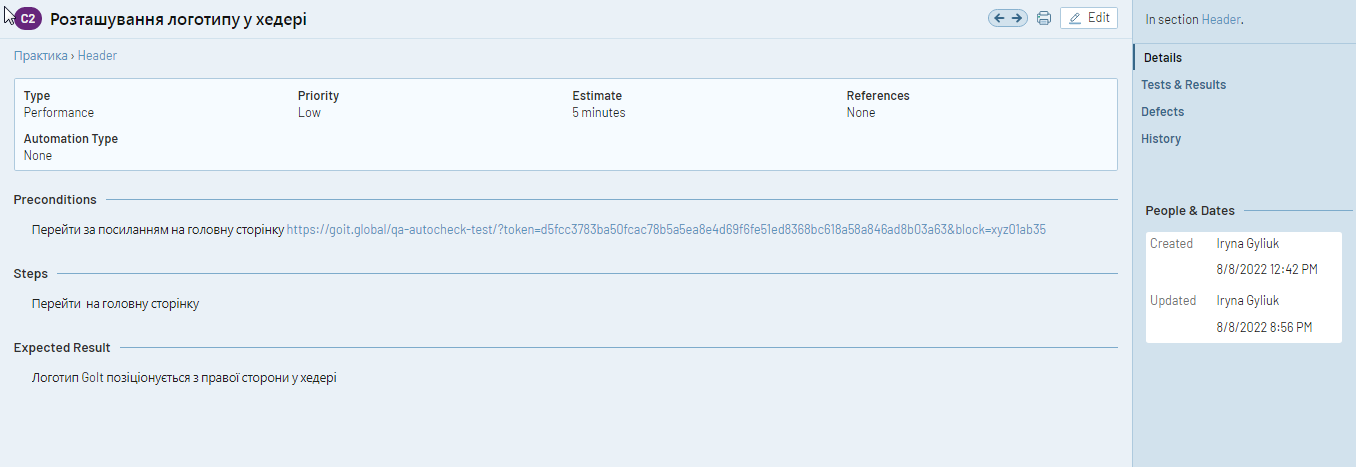 C2 Розташування логотипу у хедері
Edit
Практика › Header
Type Priority Estimate References
Performance Low 5 minutes None
Automation Type
None
Preconditions
Перейти за посиланням на головну сторінку https://goit.global/qa-autocheck-test/?token=d5fcc3783ba50fcac78b5a5ea8e4d69f6fe51ed8368bc618a58a846ad8b03a63&block=xyz01ab35
Steps
Перейти на головну сторінку
Expected Result
Логотип GoIt позіціонується з правої сторони у хедері
In section Header.
Details
Tests & Results
Defects
History
People & Dates
Created Iryna Gyliuk
8/8/2022 12:42 PM
Updated Iryna Gyliuk
8/8/2022 8:56 PM